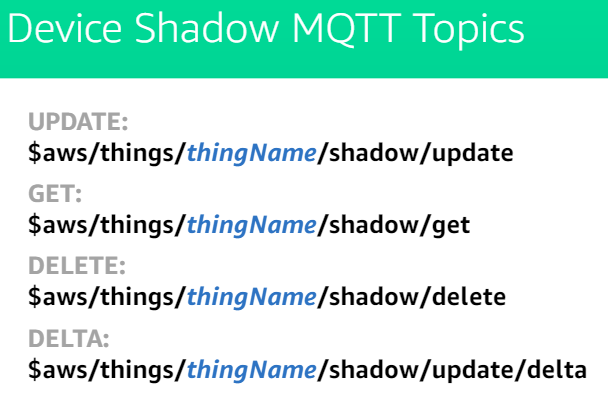 Device Shadow MQTT Topics
UPDATE:
$aws/things/thingName/shadow/update
GET:
$aws/things/thingName/shadow/get
DELETE:
$aws/things/thingName/shadow/delete
DELTA:
$aws/things/thingName/shadow/update/delta